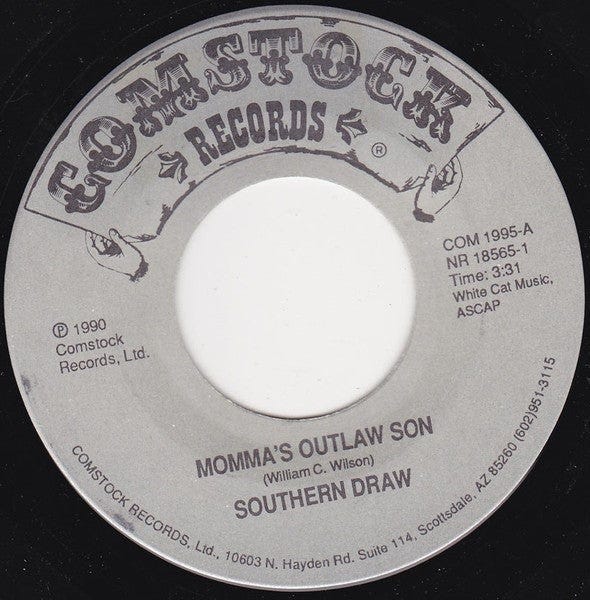 COMSTOCK
RECORDS
®
COM 1995-A
NR 18565-1
Time: 3:31
White Cat Music,
ASCAP
℗ 1990
Comstock
Records, Ltd.
MOMMA'S OUTLAW SON
(William C. Wilson)
SOUTHERN DRAW
COMSTOCK RECORDS, Ltd., 10603 N. Hayden Rd. Suite 114, Scottsdale, AZ 85260 (602)951-3115